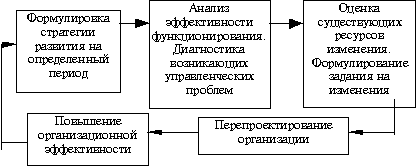 Формулировка
стратегии
развития на
определенный
период
Анализ
эффективности
функционирования.
Диагностика
возникающих
управленческих
проблем
Оценка
существующих
ресурсов
изменения.
Формулирование
задания на
изменения
Перепроектирование
организации
Повышение
организационной
эффективности